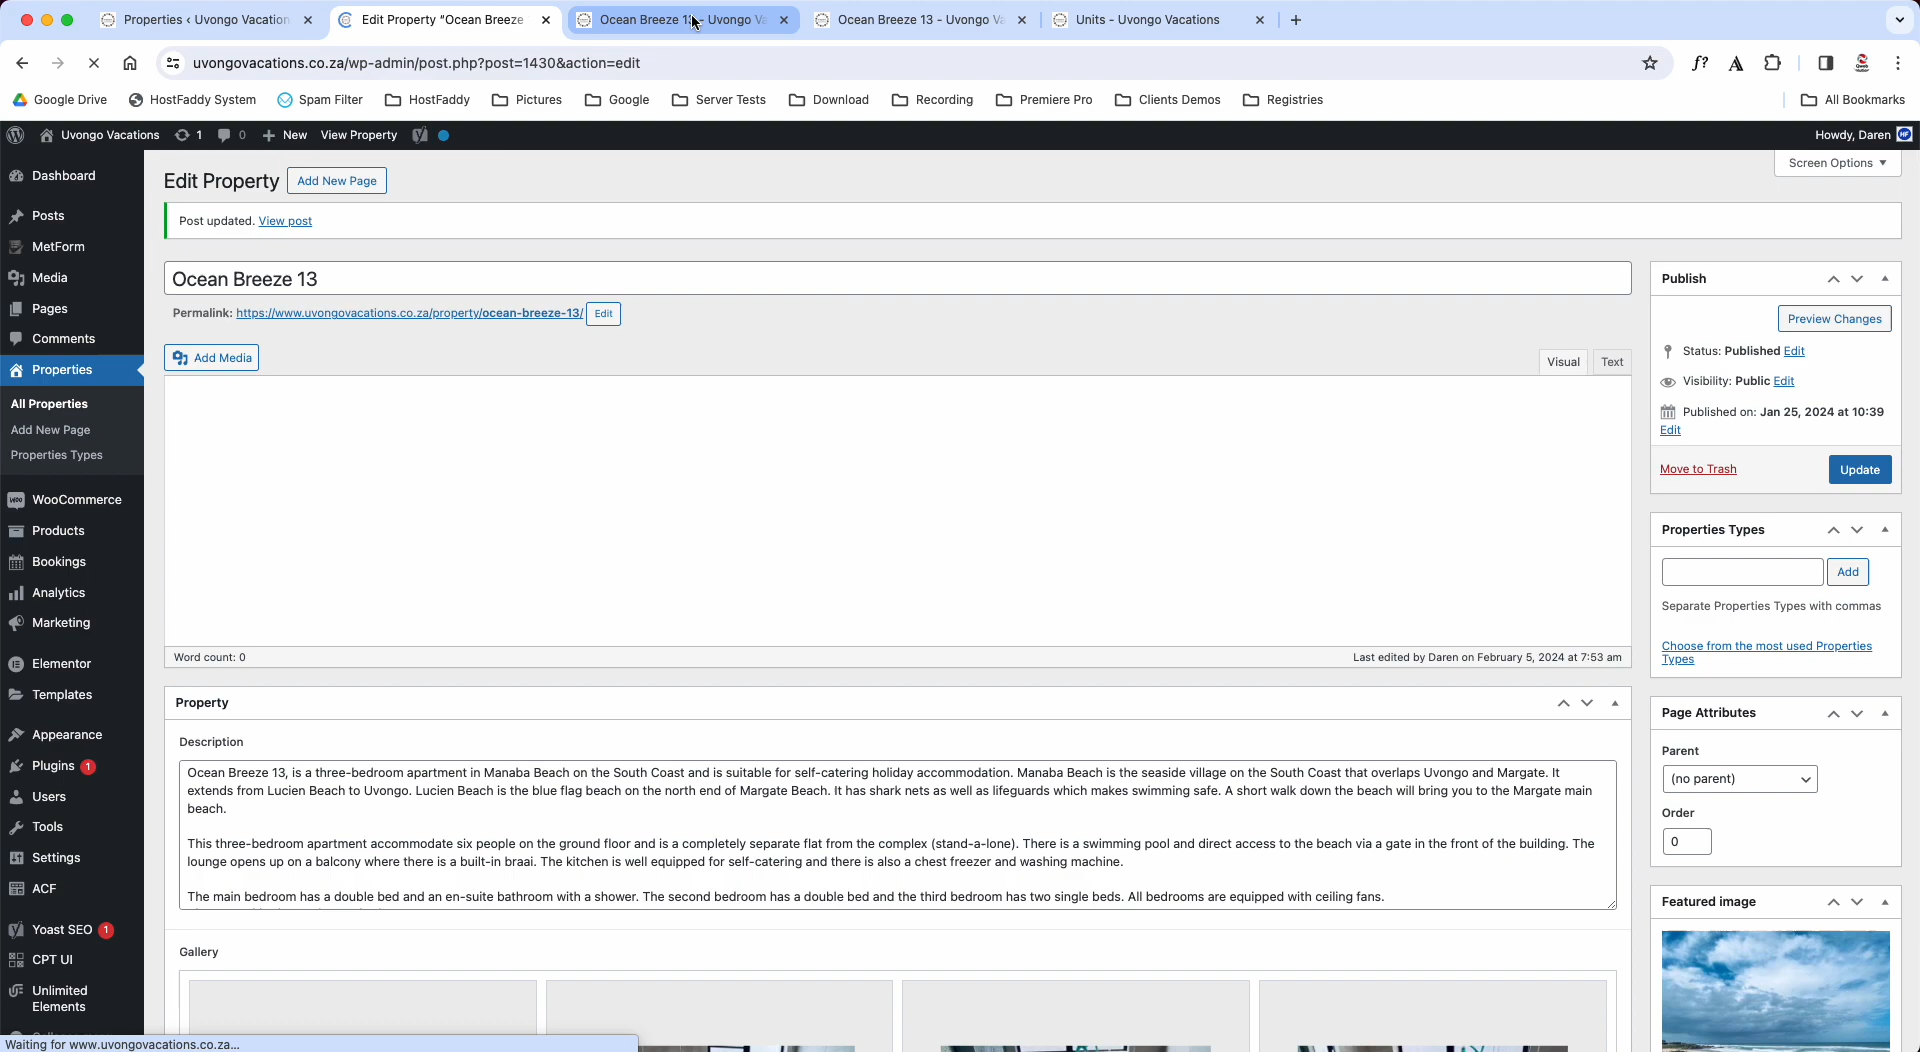 Properties ‹ Uvongo Vacation
Edit Property “Ocean Breeze
Ocean Breeze 13 - Uvongo Va
Ocean Breeze 13 - Uvongo Va
Units - Uvongo Vacations
uvongovacations.co.za/wp-admin/post.php?post=1430&action=edit
f?
A
Google Drive
HostFaddy System
Spam Filter
HostFaddy
Pictures
Google
Server Tests
Download
Recording
Premiere Pro
Clients Demos
Registries
All Bookmarks
Uvongo Vacations
1
0
New
View Property
Howdy, Daren
Screen Options
Dashboard
Posts
MetForm
Media
Pages
Comments
Properties
All Properties
Add New Page
Properties Types
WooCommerce
Products
Bookings
Analytics
Marketing
Elementor
Templates
Appearance
Plugins 1
Users
Tools
Settings
ACF
Yoast SEO 1
CPT UI
Unlimited
Elements
Waiting for www.uvongovacations.co.za...
Edit Property
Add New Page
Post updated. View post
Ocean Breeze 13
Permalink: https://www.uvongovacations.co.za/property/ocean-breeze-13/ Edit
Add Media
Visual
Text
Word count: 0
Last edited by Daren on February 5, 2024 at 7:53 am
Property
Description
Ocean Breeze 13, is a three-bedroom apartment in Manaba Beach on the South Coast and is suitable for self-catering holiday accommodation. Manaba Beach is the seaside village on the South Coast that overlaps Uvongo and Margate. It
extends from Lucien Beach to Uvongo. Lucien Beach is the blue flag beach on the north end of Margate Beach. It has shark nets as well as lifeguards which makes swimming safe. A short walk down the beach will bring you to the Margate main
beach.
This three-bedroom apartment accommodate six people on the ground floor and is a completely separate flat from the complex (stand-a-lone). There is a swimming pool and direct access to the beach via a gate in the front of the building. The
lounge opens up on a balcony where there is a built-in braai. The kitchen is well equipped for self-catering and there is also a chest freezer and washing machine.
The main bedroom has a double bed and an en-suite bathroom with a shower. The second bedroom has a double bed and the third bedroom has two single beds. All bedrooms are equipped with ceiling fans.
Gallery
Publish
Preview Changes
Status: Published Edit
Visibility: Public Edit
Published on: Jan 25, 2024 at 10:39
Edit
Move to Trash
Update
Properties Types
Add
Separate Properties Types with commas
Choose from the most used Properties
Types
Page Attributes
Parent
(no parent)
Order
0
Featured image